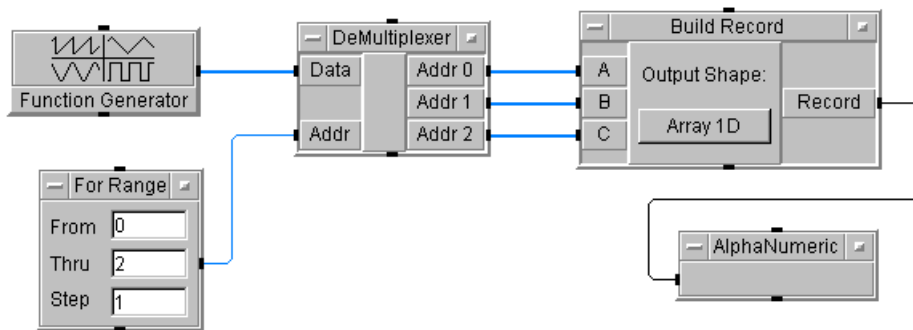 Function Generator
DeMultiplexer
Data
Addr
Addr 0
Addr 1
Addr 2
Build Record
A
B
C
Output Shape:
Array 1D
Record
For Range
From 0
Thru 2
Step 1
AlphaNumeric